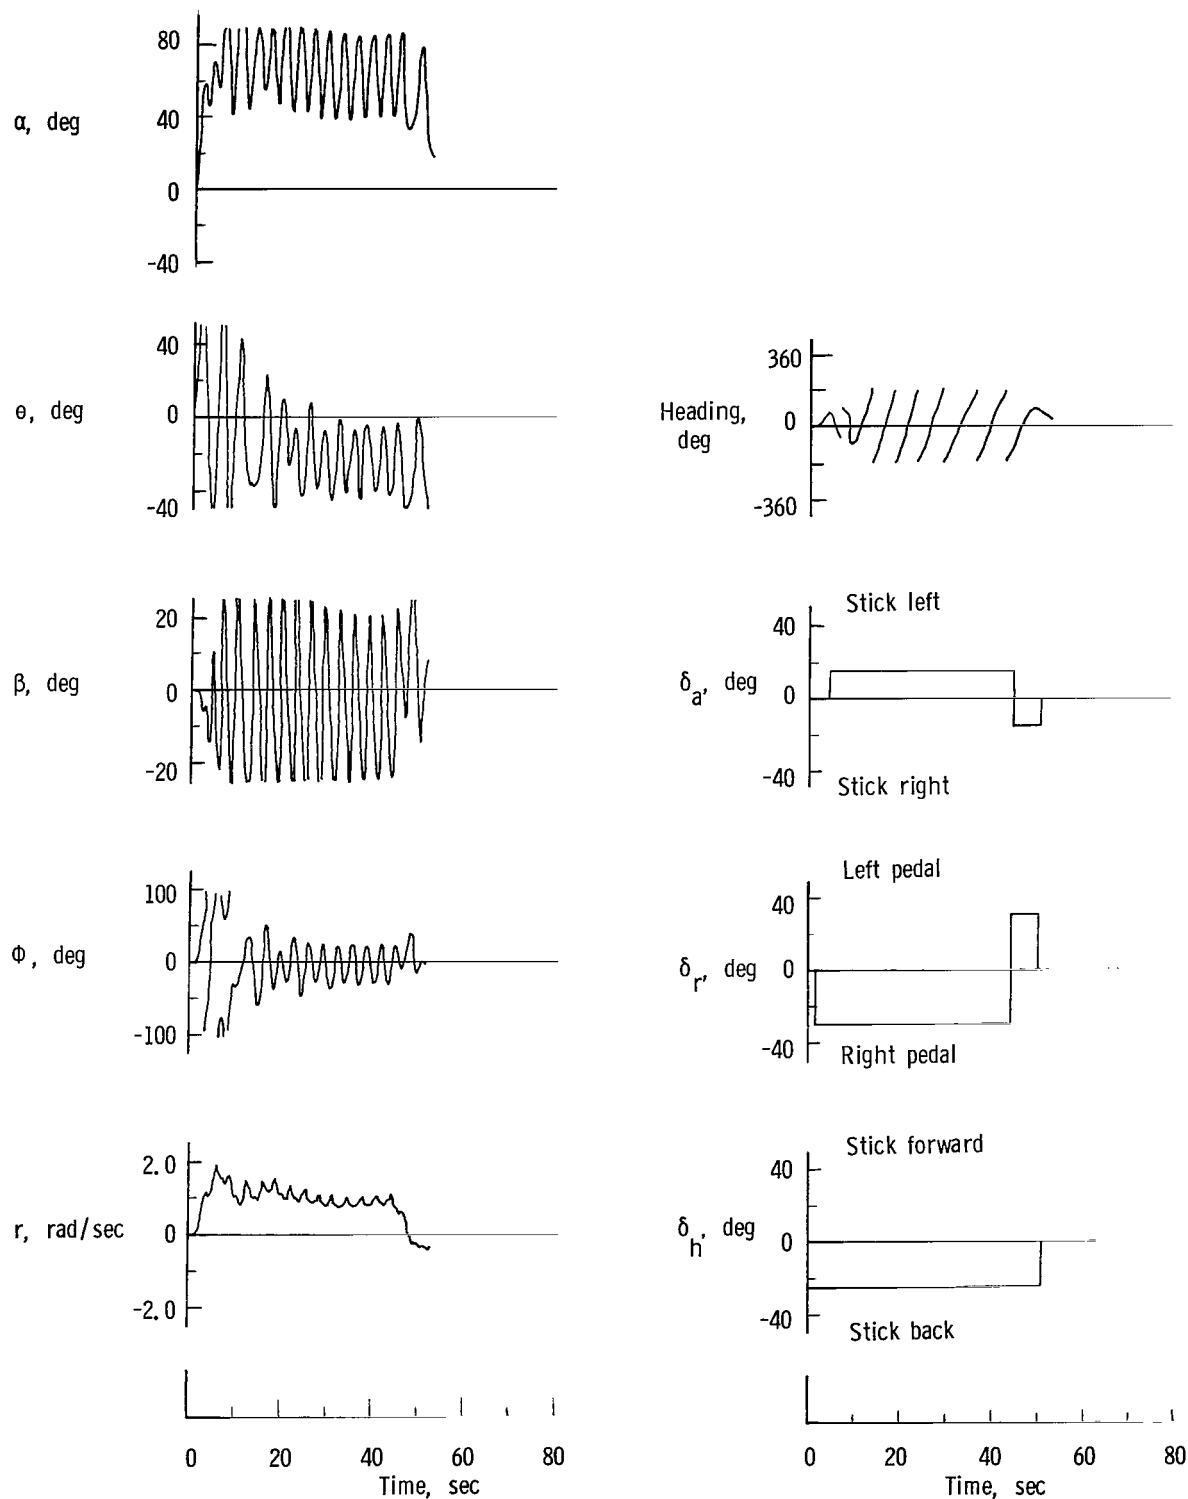 80
40
α, deg
0
-40
40
θ, deg
0
-40
360
Heading,
deg
0
-360
20
β, deg
0
-20
Stick left
40
δa, deg
0
-40
Stick right
100
Φ, deg
0
-100
Left pedal
40
δr, deg
0
-40
Right pedal
2.0
r, rad/sec
0
-2.0
Stick forward
40
δh, deg
0
-40
Stick back
0 20 40 60 80
Time, sec
0 20 40 60 80
Time, sec